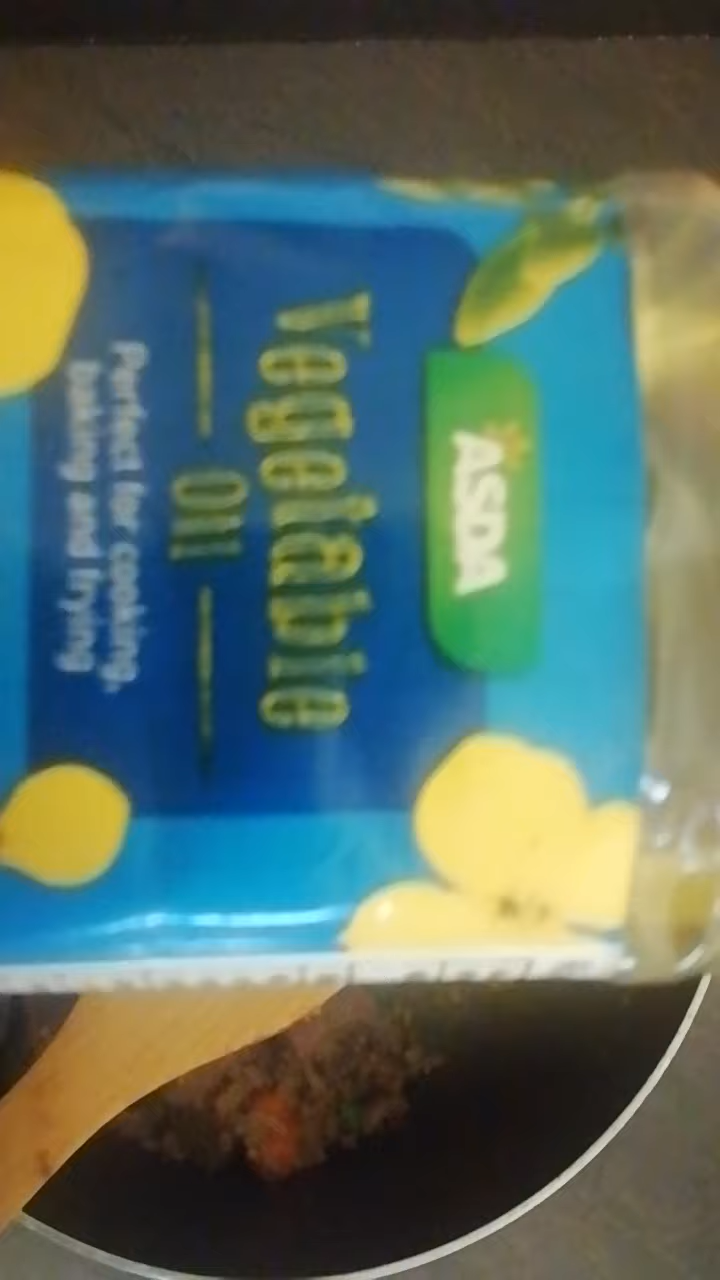 ASDA
Vegetable
Oil
Perfect for cooking,
baking and frying